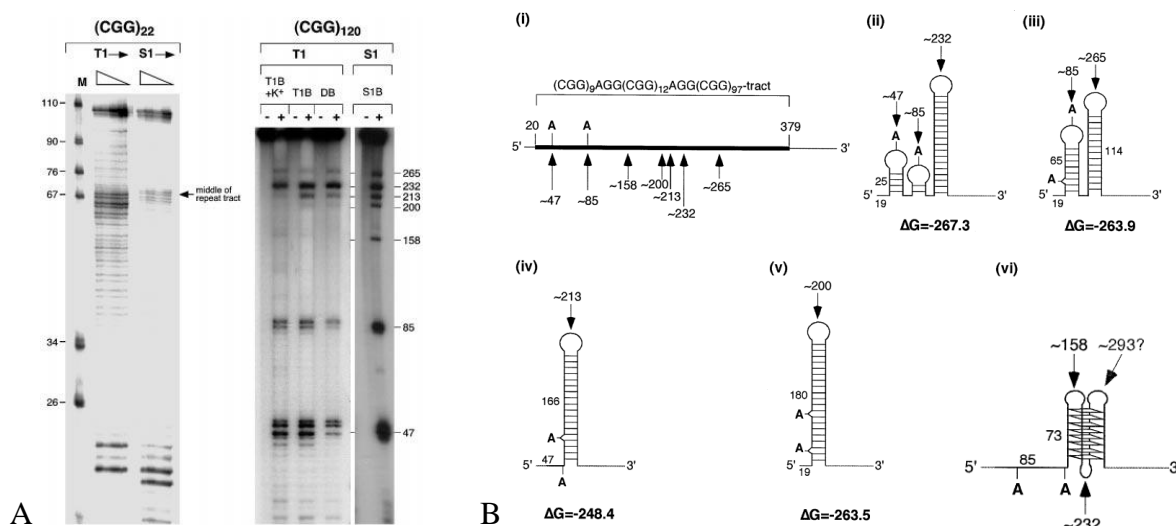 (CGG)22
T1 S1
M
110
90
76
67
34
26
middle of
repeat tract
(CGG)120
T1 S1
T1B
+K+ T1B DB S1B
- + - + - + - +
265
232
213
200
158
85
47
A
(i)
(CGG)9AGG(CGG)12AGG(CGG)97-tract
20 A A 379
5' 3'
~47 ~85 ~158 ~200 ~213 ~232 ~265
(ii)
~232
~47
~85
A
A
25
5' 3'
19
ΔG=-267.3
(iii)
~265
~85
A
65
114
A
5' 3'
19
ΔG=-263.9
(iv)
~213
166
A
47
5' 3'
A
ΔG=-248.4
(v)
~200
180
A
A
5' 3'
19
ΔG=-263.5
(vi)
~158 ~293?
73
85
5' 3'
A A
~232
B